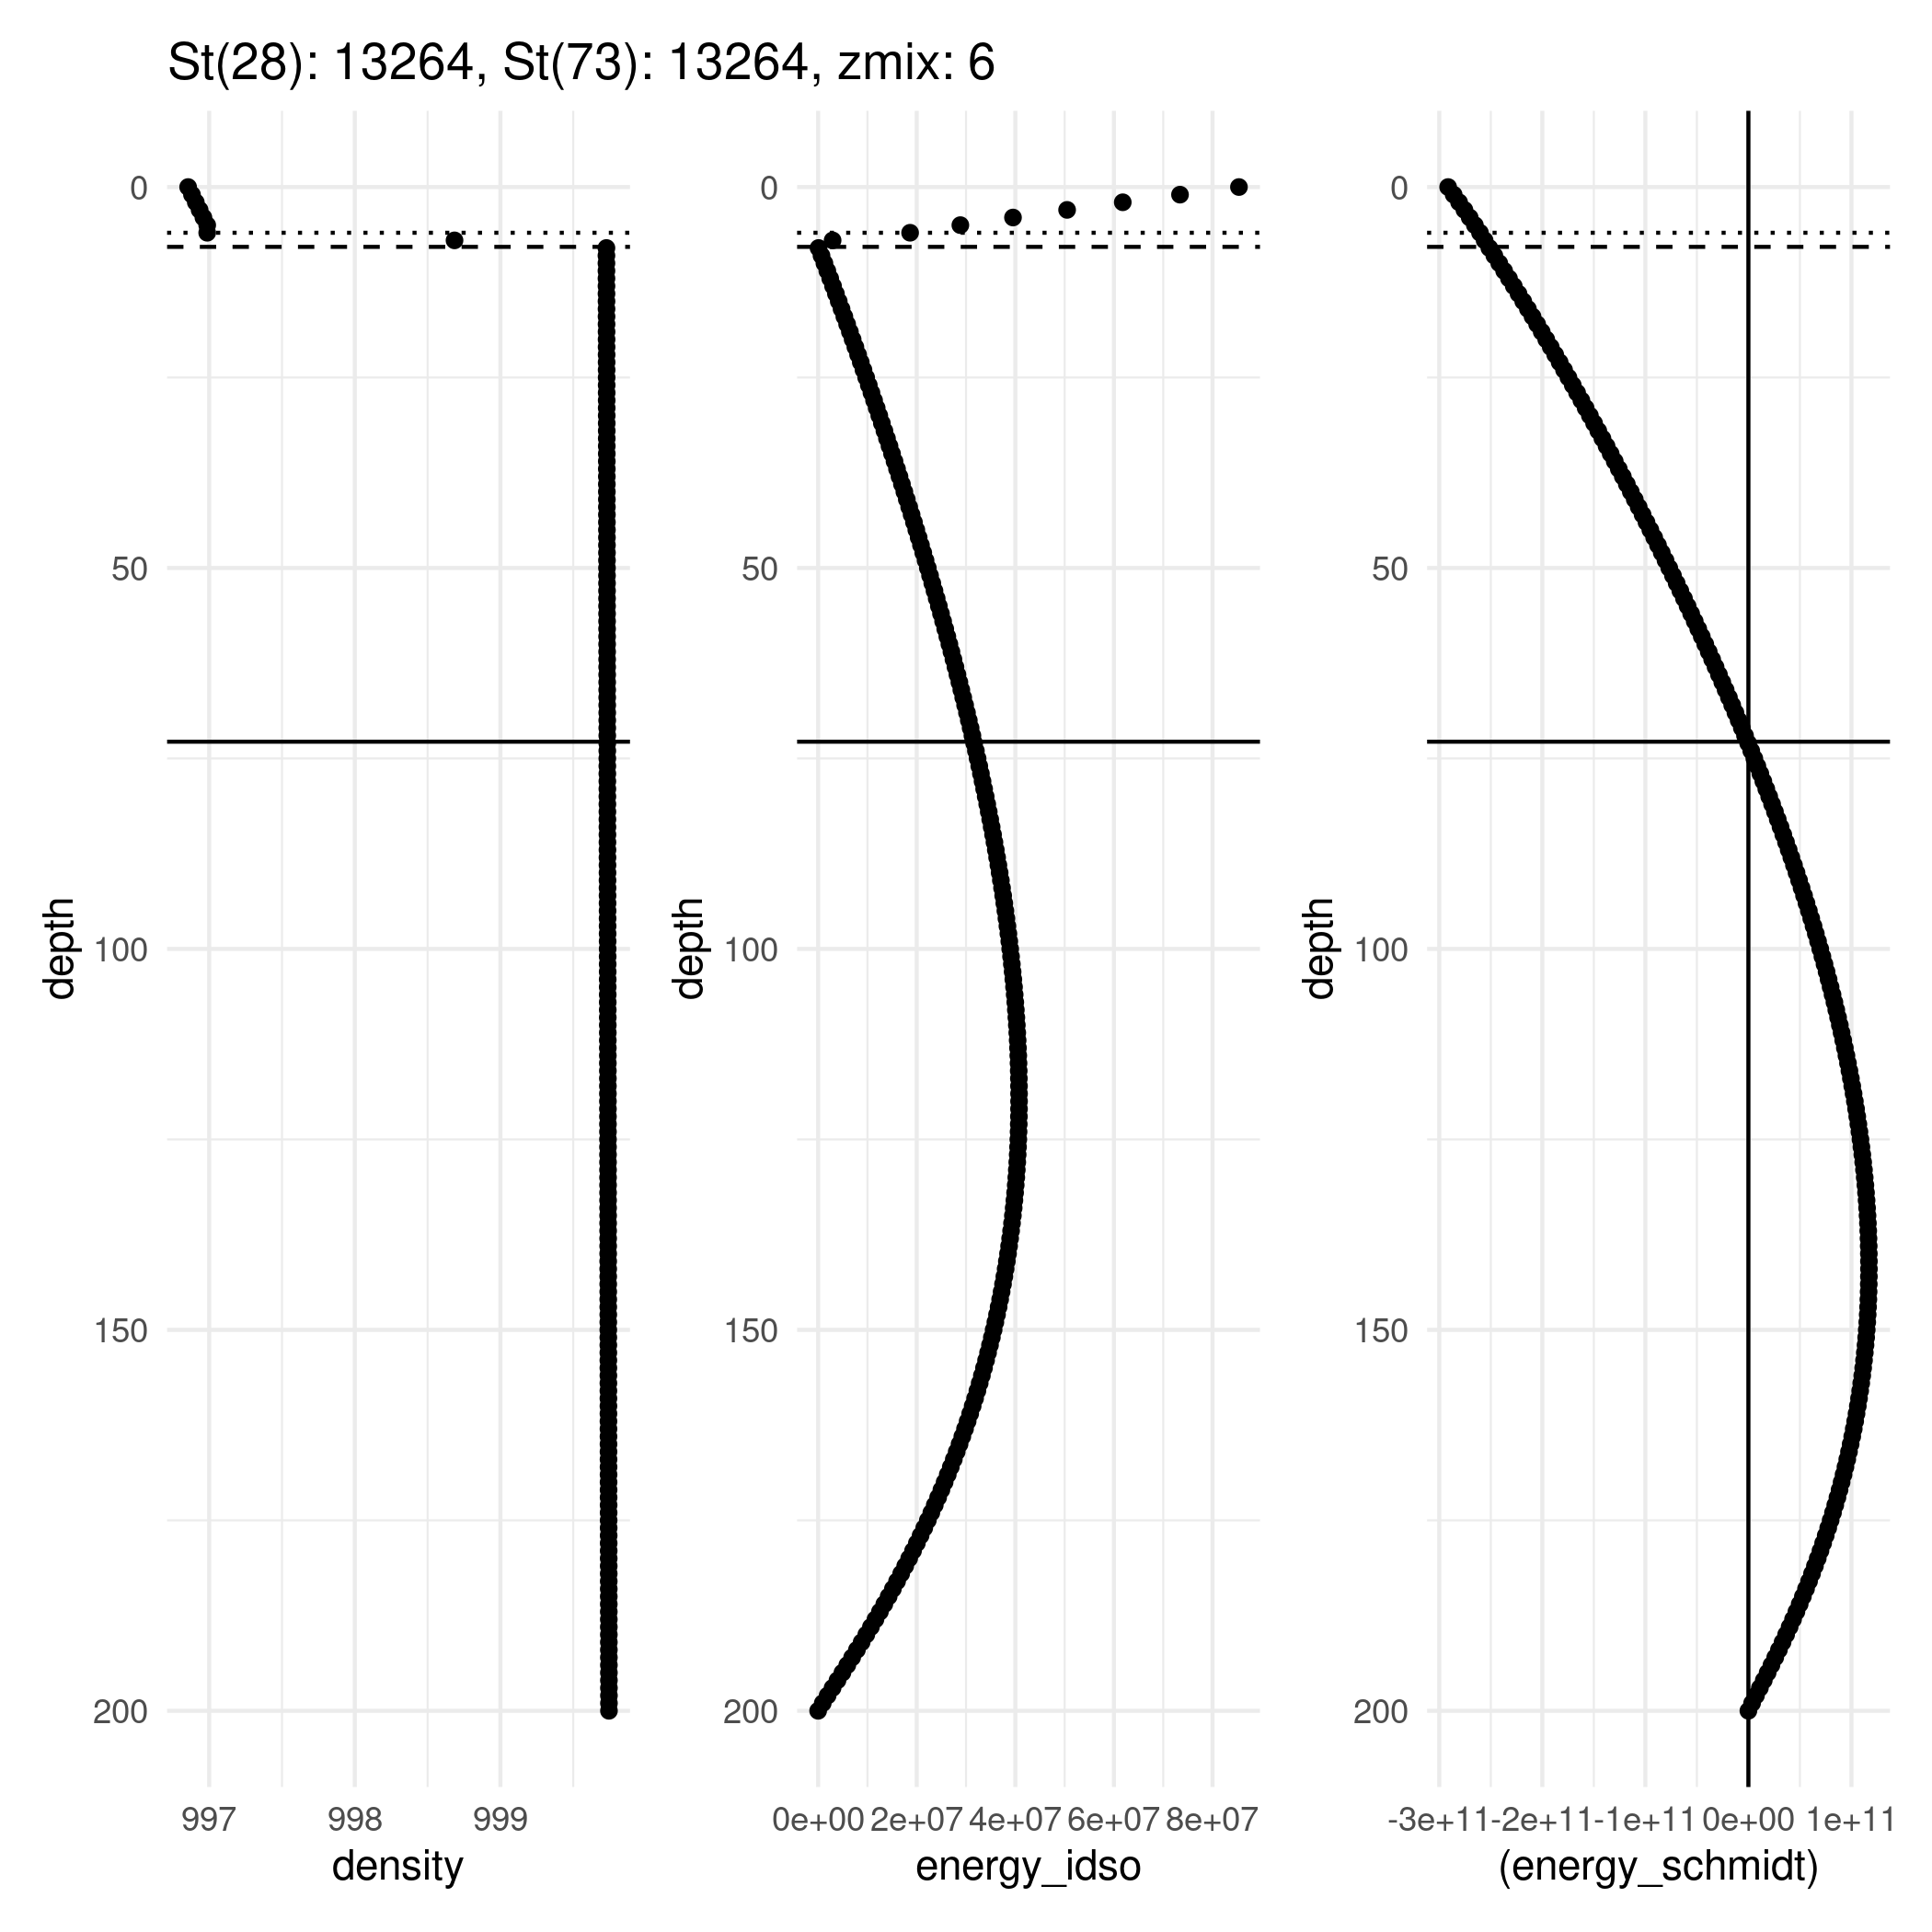 St(28): 13264, St(73): 13264, zmix: 6
0
50
100
150
200
depth
997 998 999
density
0
50
100
150
200
depth
0e+00 2e+07 4e+07 6e+07 8e+07
energy_idso
0
50
100
150
200
depth
-3e+11 -2e+11 -1e+11 0e+00 1e+11
(energy_schmidt)